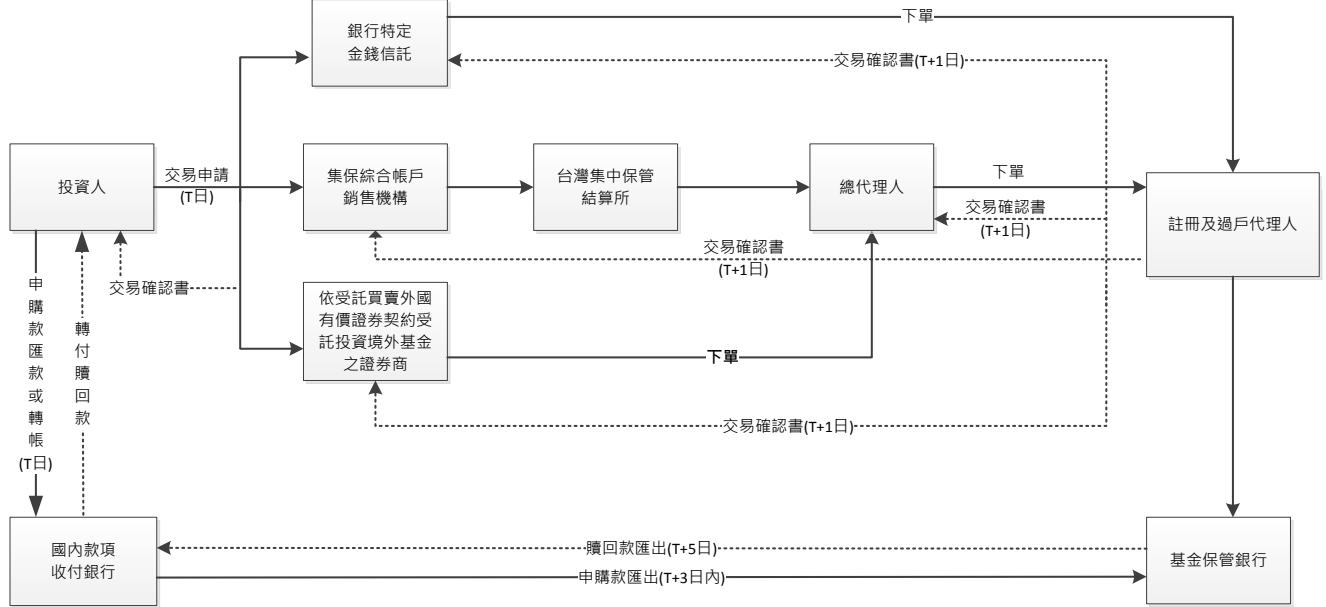 銀行特定
金錢信託
下單
交易確認書(T+1日)
投資人
交易申請
(T日)
集保綜合帳戶
銷售機構
台灣集中保管
結算所
總代理人
下單
交易確認書
(T+1日)
註冊及過戶代理人
交易確認書
(T+1日)
交易確認書
依受託買賣外國
有價證券契約受
託投資境外基金
之證券商
下單
交易確認書(T+1日)
申
購
款
匯
款
或
轉
帳
(T日)
轉
付
贖
回
款
國內款項
收付銀行
贖回款匯出(T+5日)
申購款匯出(T+3日內)
基金保管銀行